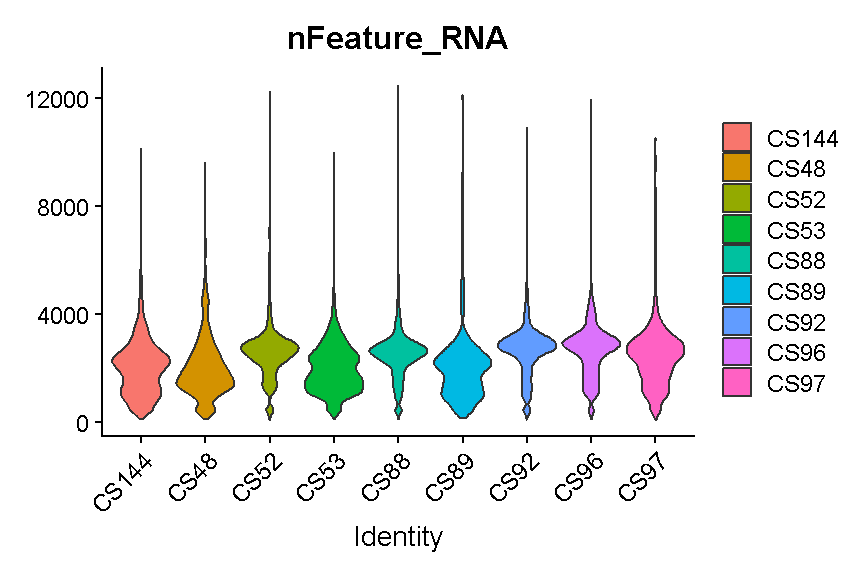 nFeature_RNA
12000
8000
4000
0
CS144
CS48
CS52
CS53
CS88
CS89
CS92
CS96
CS97
Identity
CS144
CS48
CS52
CS53
CS88
CS89
CS92
CS96
CS97